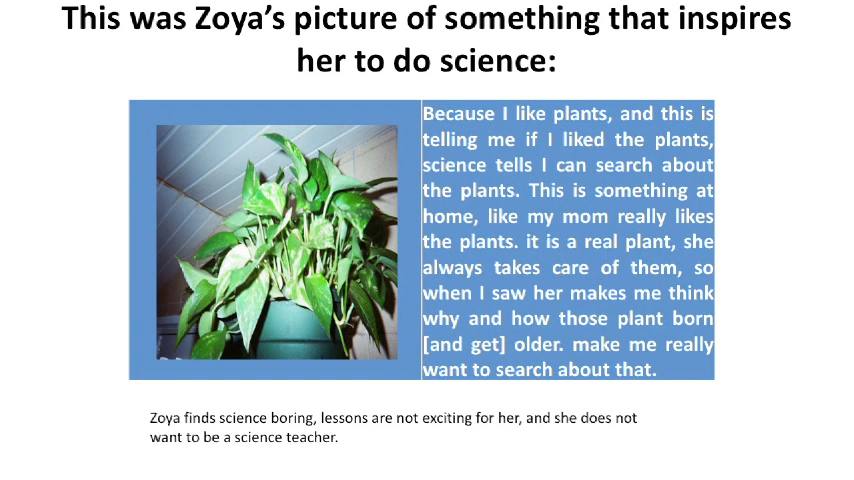 This was Zoya’s picture of something that inspires
her to do science:
Because I like plants, and this is
telling me if I liked the plants,
science tells I can search about
the plants. This is something at
home, like my mom really likes
the plants. it is a real plant, she
always takes care of them, so
when I saw her makes me think
why and how those plant born
[and get] older. make me really
want to search about that.
Zoya finds science boring, lessons are not exciting for her, and she does not
want to be a science teacher.